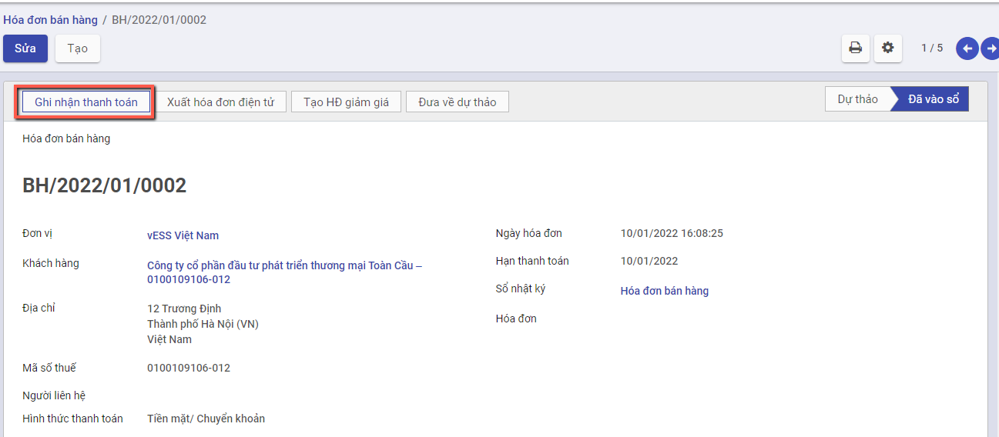 Hóa đơn bán hàng / BH/2022/01/0002
Sửa Tạo 1 / 5
Ghi nhận thanh toán Xuất hóa đơn điện tử Tạo HĐ giảm giá Đưa về dự thảo Dự thảo Đã vào sổ
Hóa đơn bán hàng
BH/2022/01/0002
Đơn vị vESS Việt Nam
Khách hàng Công ty cổ phần đầu tư phát triển thương mại Toàn Cầu –
0100109106-012
Địa chỉ 12 Trương Định
Thành phố Hà Nội (VN)
Việt Nam
Mã số thuế 0100109106-012
Người liên hệ
Hình thức thanh toán Tiền mặt/ Chuyển khoản
Ngày hóa đơn 10/01/2022 16:08:25
Hạn thanh toán 10/01/2022
Sổ nhật ký Hóa đơn bán hàng
Hóa đơn